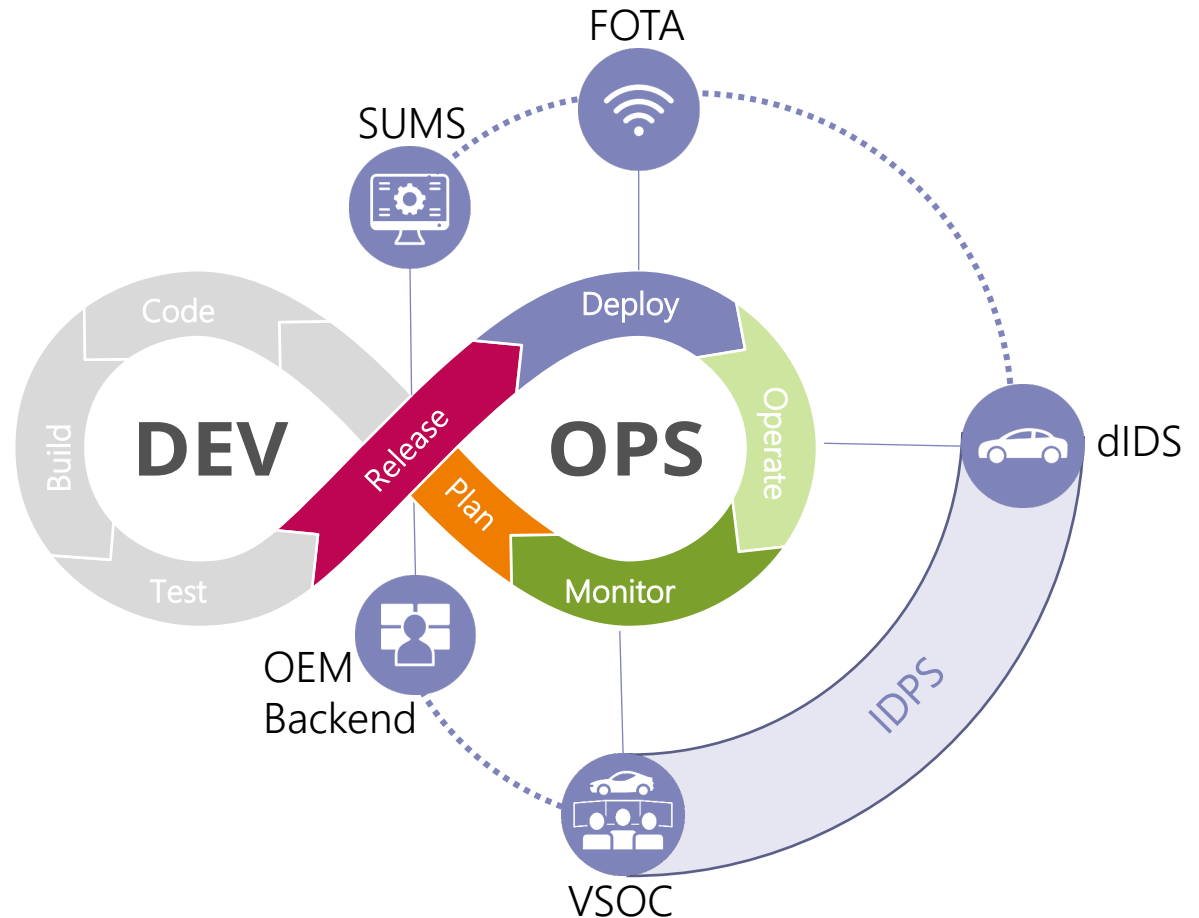 FOTA
SUMS
Code
Deploy
Build
DEV
Release
OPS
Operate
dIDS
Plan
Test
Monitor
OEM
Backend
IDPS
VSOC